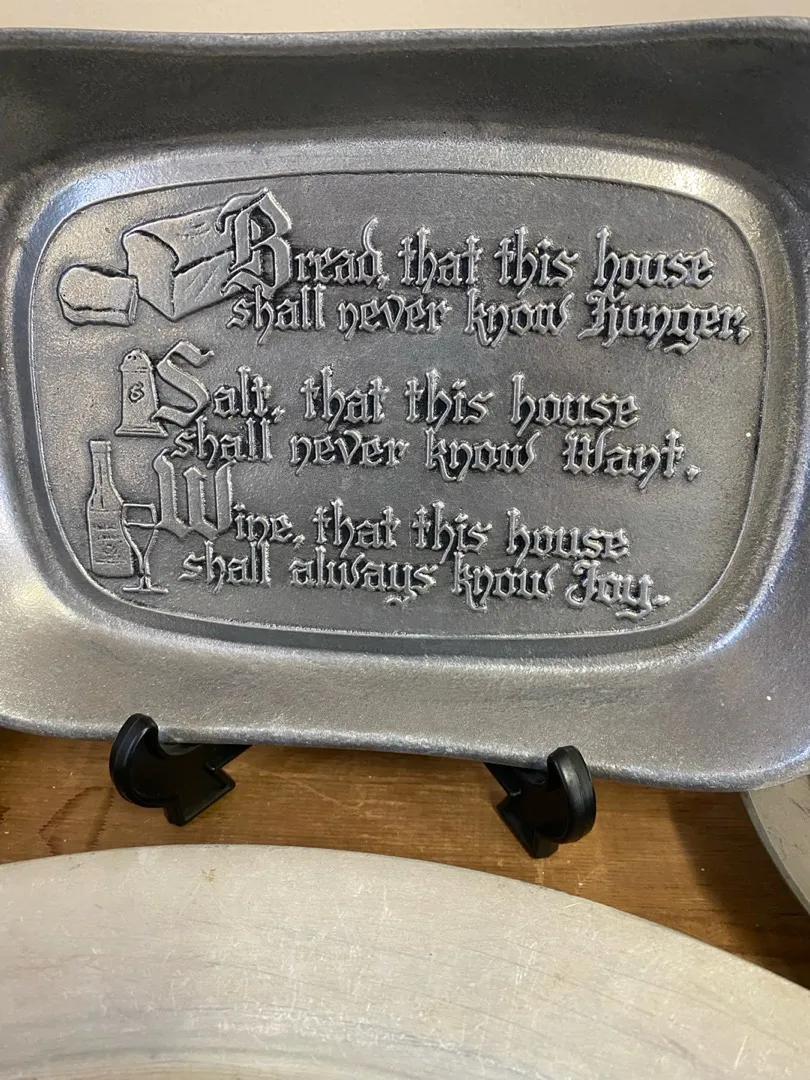 Bread, that this house
shall never know Hunger.
Salt, that this house
shall never know Want.
Wine, that this house
shall always know Joy.
S